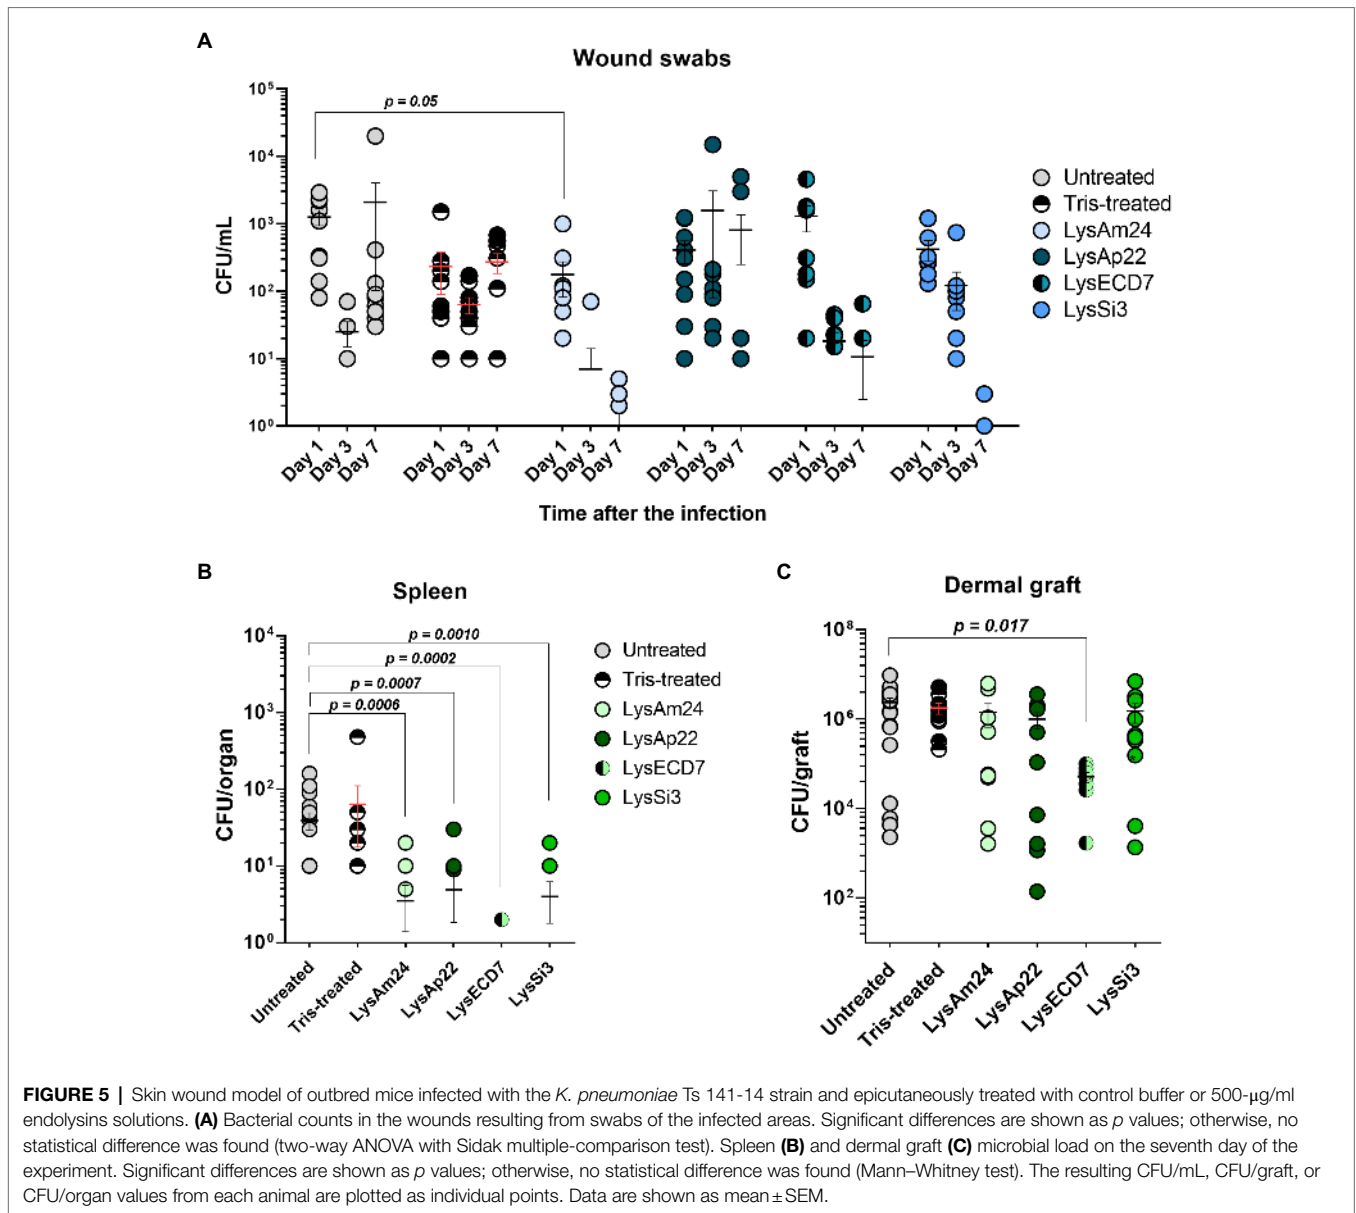 A
Wound swabs
p = 0.05
10⁵
10⁴
10³
10²
10¹
10⁰
CFU/mL
Untreated
Tris-treated
LysAm24
LysAp22
LysECD7
LysSi3
Day 1 Day 3 Day 7 Day 1 Day 3 Day 7 Day 1 Day 3 Day 7 Day 1 Day 3 Day 7 Day 1 Day 3 Day 7 Day 1 Day 3 Day 7
Time after the infection
B
Spleen
p = 0.0010
p = 0.0002
p = 0.0007
p = 0.0006
10⁴
10³
10²
10¹
10⁰
CFU/organ
Untreated
Tris-treated
LysAm24
LysAp22
LysECD7
LysSi3
Untreated Tris-treated LysAm24 LysAp22 LysECD7 LysSi3
C
Dermal graft
p = 0.017
10⁸
10⁶
10⁴
10²
CFU/graft
Untreated Tris-treated LysAm24 LysAp22 LysECD7 LysSi3
FIGURE 5 | Skin wound model of outbred mice infected with the K. pneumoniae Ts 141-14 strain and epicutaneously treated with control buffer or 500-μg/ml
endolysins solutions. (A) Bacterial counts in the wounds resulting from swabs of the infected areas. Significant differences are shown as p values; otherwise, no
statistical difference was found (two-way ANOVA with Sidak multiple-comparison test). Spleen (B) and dermal graft (C) microbial load on the seventh day of the
experiment. Significant differences are shown as p values; otherwise, no statistical difference was found (Mann–Whitney test). The resulting CFU/mL, CFU/graft, or
CFU/organ values from each animal are plotted as individual points. Data are shown as mean ± SEM.